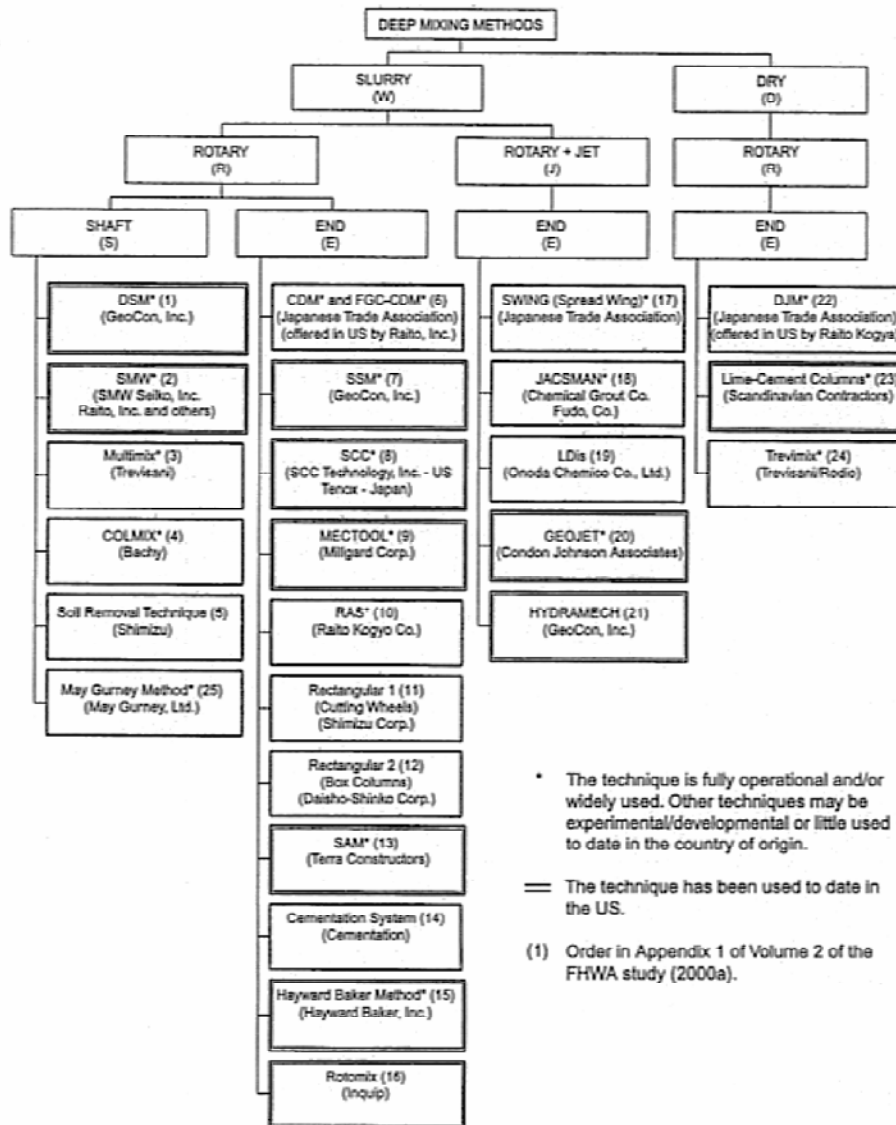 DEEP MIXING METHODS
SLURRY
(W)
DRY
(D)
ROTARY
(R)
ROTARY + JET
(J)
ROTARY
(R)
SHAFT
(S)
END
(E)
END
(E)
END
(E)
DSM* (1)
(GeoCon, Inc.)
SMW* (2)
(SMW Seiko, Inc.
Raito, Inc. and others)
Multimix* (3)
(Trevisani)
COLMIX* (4)
(Bachy)
Soil Removal Technique (5)
(Shimizu)
May Gurney Method* (25)
(May Gurney, Ltd.)
CDM* and FGC-CDM* (6)
(Japanese Trade Association)
(offered in US by Raito, Inc.)
SSM* (7)
(GeoCon, Inc.)
SCC* (8)
(SCC Technology, Inc. - US
Tenox - Japan)
MECTOOL* (9)
(Millgard Corp.)
RAS* (10)
(Raito Kogyo Co.)
Rectangular 1 (11)
(Cutting Wheels)
(Shimizu Corp.)
Rectangular 2 (12)
(Box Columns)
(Daisho-Shinko Corp.)
SAM* (13)
(Terra Constructors)
Cementation System (14)
(Cementation)
Hayward Baker Method* (15)
(Hayward Baker, Inc.)
Rotomix (16)
(Inquip)
SWING (Spread Wing)* (17)
(Japanese Trade Association)
JACSMAN* (18)
(Chemical Grout Co.
Fudo, Co.)
LDis (19)
(Onoda Chemico Co., Ltd.)
GEOJET* (20)
(Condon Johnson Associates)
HYDRAMECH (21)
(GeoCon, Inc.)
DJM* (22)
(Japanese Trade Association)
(offered in US by Raito Kogya)
Lime-Cement Columns* (23)
(Scandinavian Contractors)
Trevimix* (24)
(Trevisani/Rodio)
* The technique is fully operational and/or
widely used. Other techniques may be
experimental/developmental or little used
to date in the country of origin.
The technique has been used to date in
the US.
(1) Order in Appendix 1 of Volume 2 of the
FHWA study (2000a).